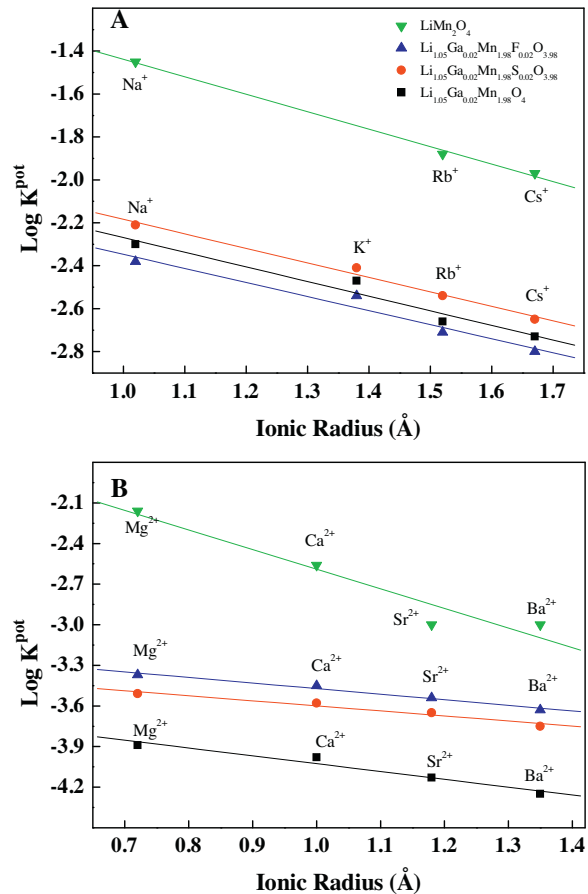 A
LiMn₂O₄
Li₁.₀₅Ga₀.₀₂Mn₁.₉₈F₀.₀₂O₃.₉₈
Li₁.₀₅Ga₀.₀₂Mn₁.₉₈S₀.₀₂O₃.₉₈
Li₁.₀₅Ga₀.₀₂Mn₁.₉₈O₄
-1.4
-1.6
-1.8
-2.0
-2.2
-2.4
-2.6
-2.8
Log K^pot
Na⁺
Rb⁺
Cs⁺
Na⁺
K⁺
Rb⁺
Cs⁺
1.0 1.1 1.2 1.3 1.4 1.5 1.6 1.7
Ionic Radius (Å)
B
-2.1
-2.4
-2.7
-3.0
-3.3
-3.6
-3.9
-4.2
Log K^pot
Mg²⁺
Ca²⁺
Sr²⁺
Ba²⁺
Mg²⁺
Ca²⁺
Sr²⁺
Ba²⁺
Mg²⁺
Ca²⁺
Sr²⁺
Ba²⁺
0.7 0.8 0.9 1.0 1.1 1.2 1.3 1.4
Ionic Radius (Å)